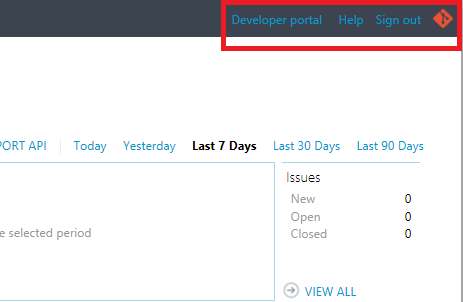 Developer portal Help Sign out
PORT API Today Yesterday Last 7 Days Last 30 Days Last 90 Days
Issues
New 0
Open 0
Closed 0
e selected period
VIEW ALL